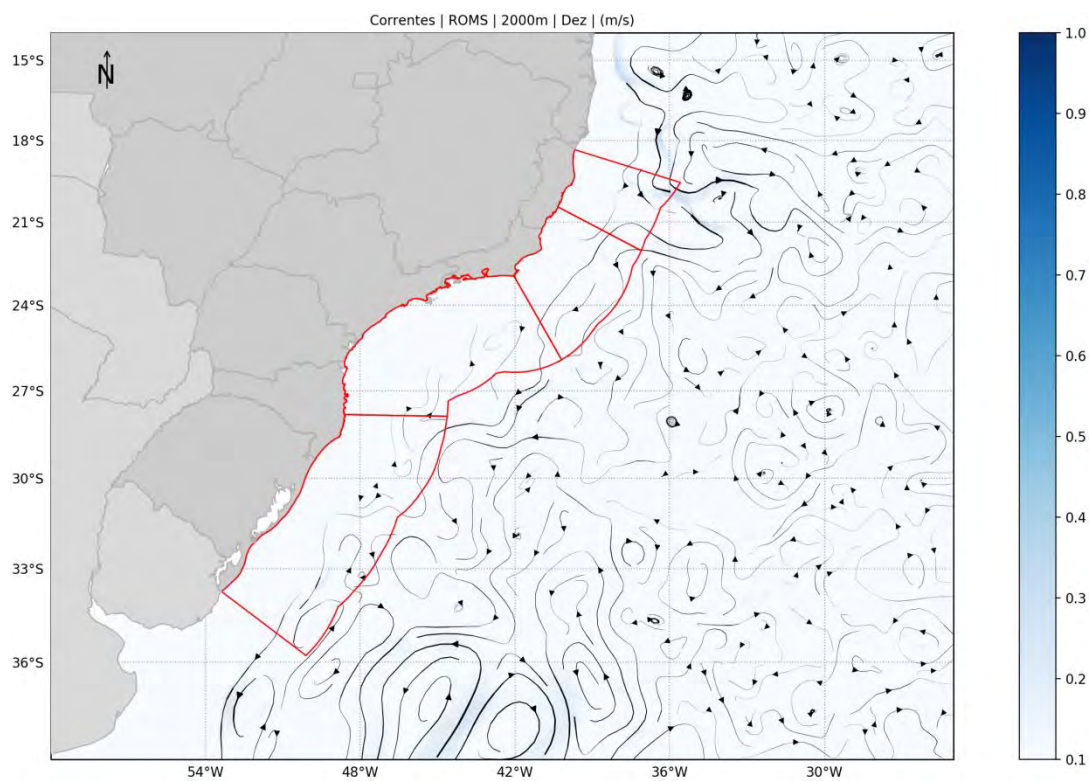 Correntes | ROMS | 2000m | Dez | (m/s)
N
15°S
18°S
21°S
24°S
27°S
30°S
33°S
36°S
54°W
48°W
42°W
36°W
30°W
1.0
0.9
0.8
0.7
0.6
0.5
0.4
0.3
0.2
0.1